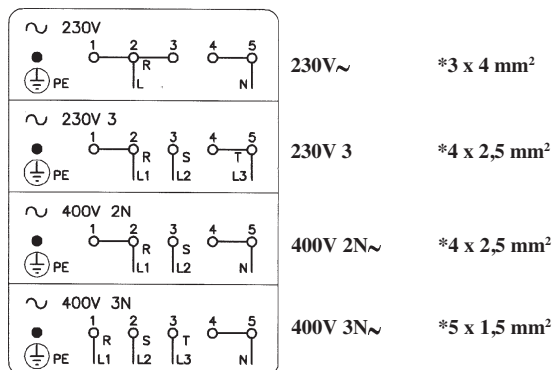 ∿ 230V
1 2 3 4 5
R
PE L N
230V~ *3 x 4 mm²
∿ 230V 3
1 2 3 4 5
R S T
PE L1 L2 L3
230V 3 *4 x 2,5 mm²
∿ 400V 2N
1 2 3 4 5
R S
PE L1 L2 N
400V 2N~ *4 x 2,5 mm²
∿ 400V 3N
1 2 3 4 5
R S T
PE L1 L2 L3 N
400V 3N~ *5 x 1,5 mm²